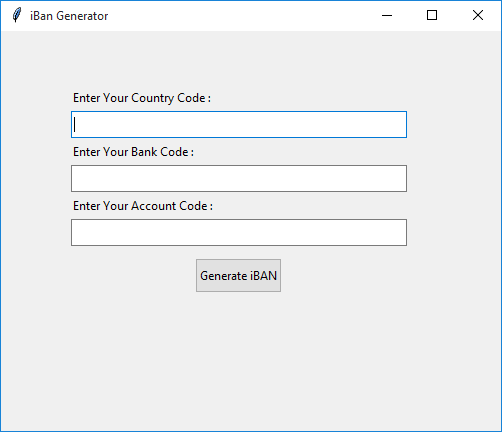 iBan Generator
Enter Your Country Code :
Enter Your Bank Code :
Enter Your Account Code :
Generate iBAN